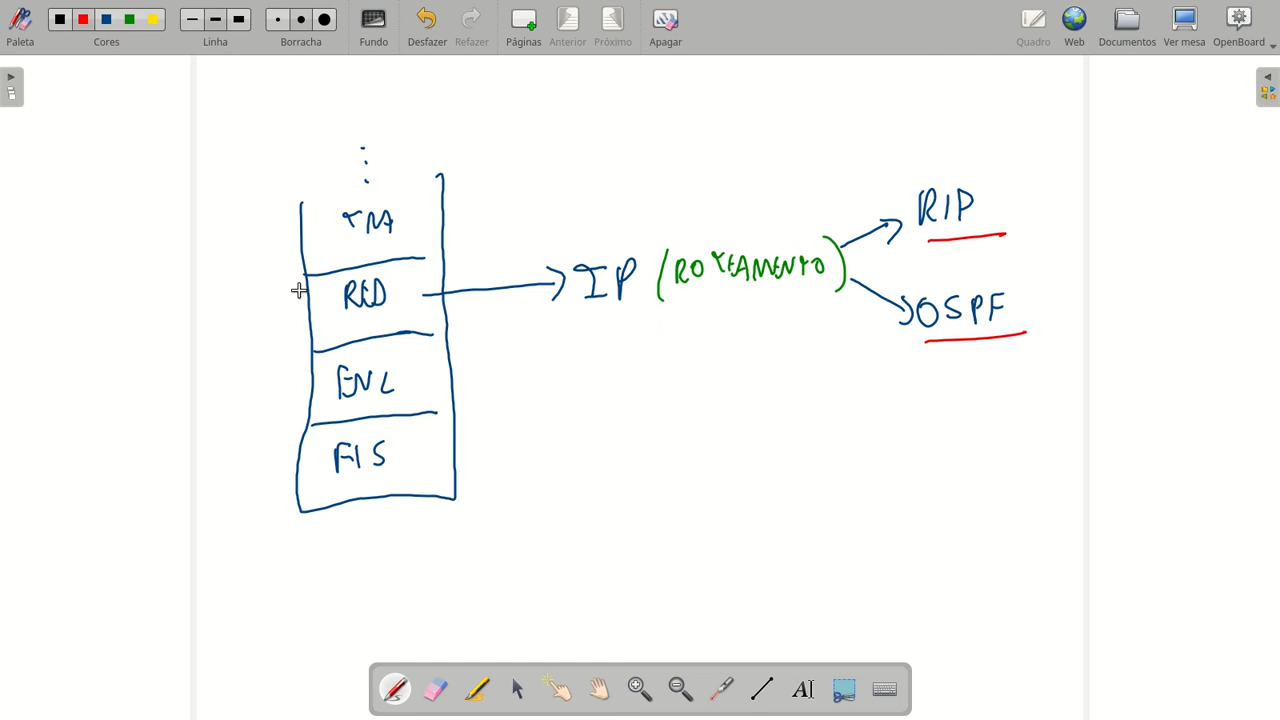 Paleta
Cores
Linha
Borracha
Fundo
Desfazer
Refazer
Páginas
Anterior
Próximo
Apagar
Quadro
Web
Documentos
Ver mesa
OpenBoard
TRA
RED
ENL
FIS
IP (ROTEAMENTO)
RIP
OSPF